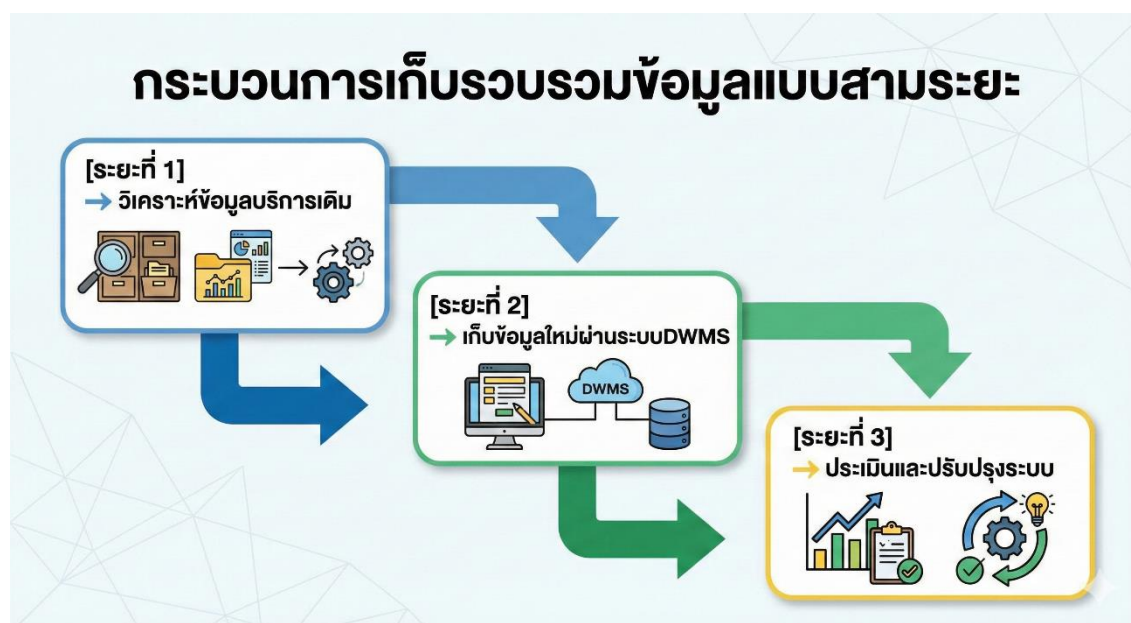 กระบวนการเก็บรวบรวมข้อมูลแบบสามระยะ
[ระยะที่ 1]
→ วิเคราะห์ข้อมูลบริการเดิม
[ระยะที่ 2]
→ เก็บข้อมูลใหม่ผ่านระบบDWMS
DWMS
[ระยะที่ 3]
→ ประเมินและปรับปรุงระบบ